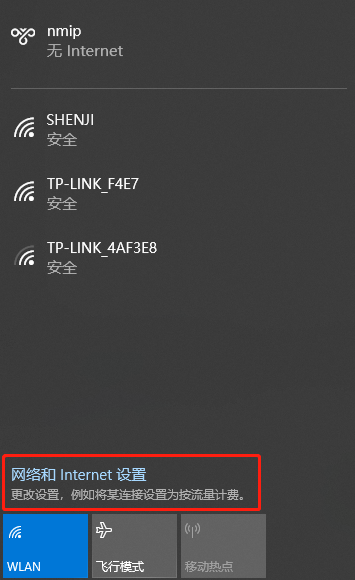 nmip
无 Internet
SHENJI
安全
TP-LINK_F4E7
安全
TP-LINK_4AF3E8
安全
网络和 Internet 设置
更改设置，例如将某连接设置为按流量计费。
WLAN
飞行模式
移动热点